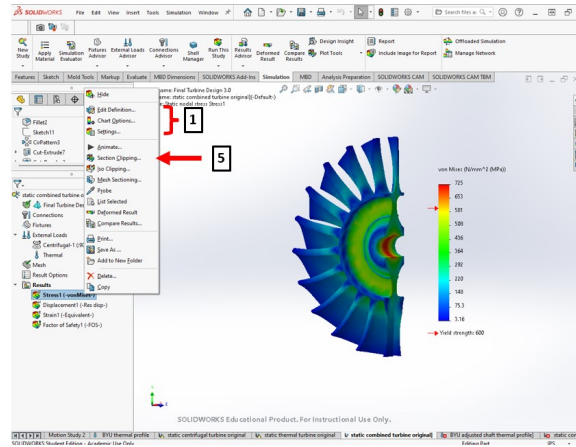 SOLIDWORKS File Edit View Insert Tools Simulation Window
Search files a
New Study
Apply Material
Simulation Evaluator
Fixtures Advisor
External Loads Advisor
Connections Advisor
Shell Manager
Run This Study
Results Advisor
Deformed Result
Compare Results
Design Insight
Plot Tools
Report
Include Image for Report
Offloaded Simulation
Manage Network
Features Sketch Mold Tools Markup Evaluate MBD Dimensions SOLIDWORKS Add-Ins Simulation MBD Analysis Preparation SOLIDWORKS CAM SOLIDWORKS CAM TBM
name: Final Turbine Design 3.0
name: static combined turbine original(-Default-)
Static nodal stress Stress1
Fillet2
Sketch11
CirPattern3
Cut-Extrude7
Hide
Edit Definition...
Chart Options...
Settings...
Animate...
Section Clipping...
Iso Clipping...
Mesh Sectioning...
Probe
List Selected
Deformed Result
Compare Results...
Print...
Save As...
Add to New Folder
Delete...
Copy
1
5
static combined turbine o
Final Turbine Des
Connections
Fixtures
External Loads
Centrifugal-1 (:90
Thermal
Mesh
Result Options
Results
Stress1 (-vonMises-)
Displacement1 (-Res disp-)
Strain1 (-Equivalent-)
Factor of Safety1 (-FOS-)
von Mises (N/mm^2 (MPa))
725
653
581
509
436
364
292
220
148
75.3
3.16
Yield strength: 600
SOLIDWORKS Educational Product. For Instructional Use Only.
Motion Study 2 BYU thermal profile static centrifugal turbine original static thermal turbine original static combined turbine original BYU adjusted shaft thermal profile static co
SOLIDWORKS Student Edition - Academic Use Only
Editing Part
IPS